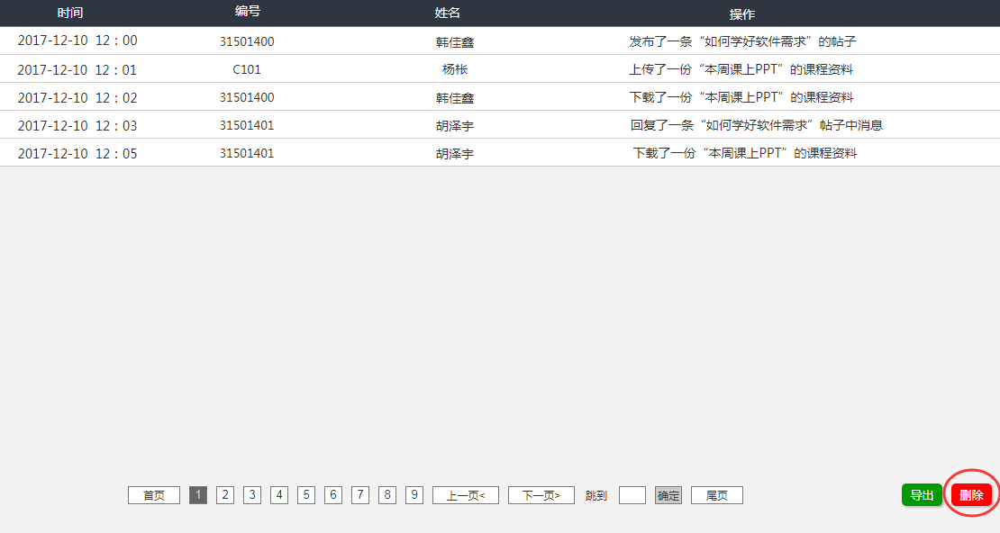 时间 编号 姓名 操作
2017-12-10 12：00 31501400 韩佳鑫 发布了一条“如何学好软件需求”的帖子
2017-12-10 12：01 C101 杨枨 上传了一份“本周课上PPT”的课程资料
2017-12-10 12：02 31501400 韩佳鑫 下载了一份“本周课上PPT”的课程资料
2017-12-10 12：03 31501401 胡泽宇 回复了一条“如何学好软件需求”帖子中消息
2017-12-10 12：05 31501401 胡泽宇 下载了一份“本周课上PPT”的课程资料
首页 1 2 3 4 5 6 7 8 9 上一页< 下一页> 跳到 确定 尾页 导出 删除